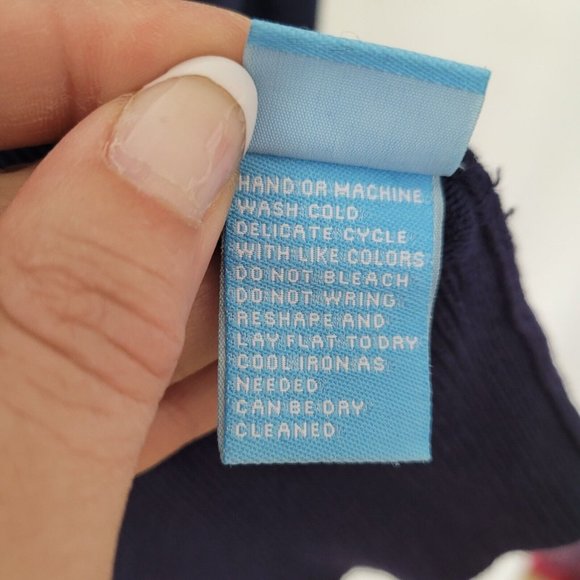 HAND OR MACHINE
WASH COLD
DELICATE CYCLE
WITH LIKE COLORS
DO NOT BLEACH
DO NOT WRING
RESHAPE AND
LAY FLAT TO DRY
COOL IRON AS
NEEDED
CAN BE DRY
CLEANED